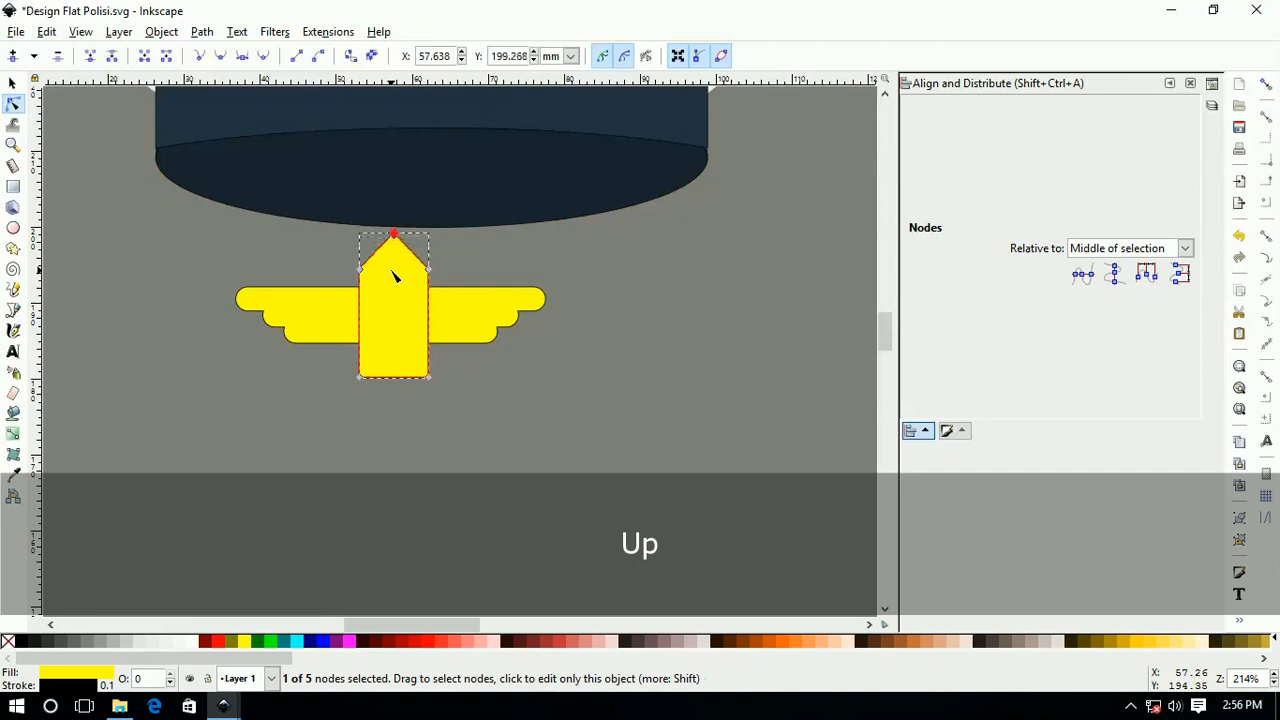 *Design Flat Polisi.svg - Inkscape
File Edit View Layer Object Path Text Filters Extensions Help
X: 57.638 Y: 199.268 mm
Align and Distribute (Shift+Ctrl+A)
Nodes
Relative to: Middle of selection
Up
Fill:
Stroke: 0.1
O: 0
Layer 1
1 of 5 nodes selected. Drag to select nodes, click to edit only this object (more: Shift)
X: 57.26
Y: 194.35
Z: 214%
2:56 PM